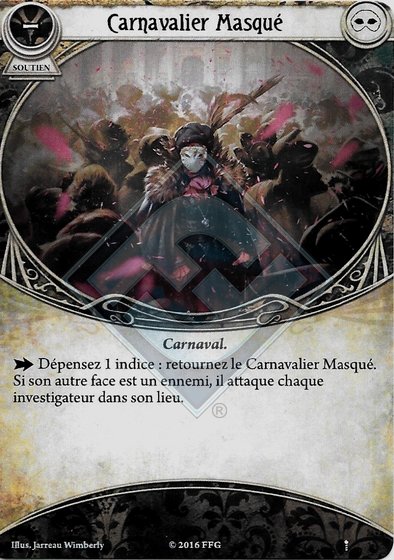 Carnavalier Masqué
SOUTIEN
Carnaval.
Dépensez 1 indice : retournez le Carnavalier Masqué.
Si son autre face est un ennemi, il attaque chaque
investigateur dans son lieu.
®
Illus. Jarreau Wimberly
© 2016 FFG